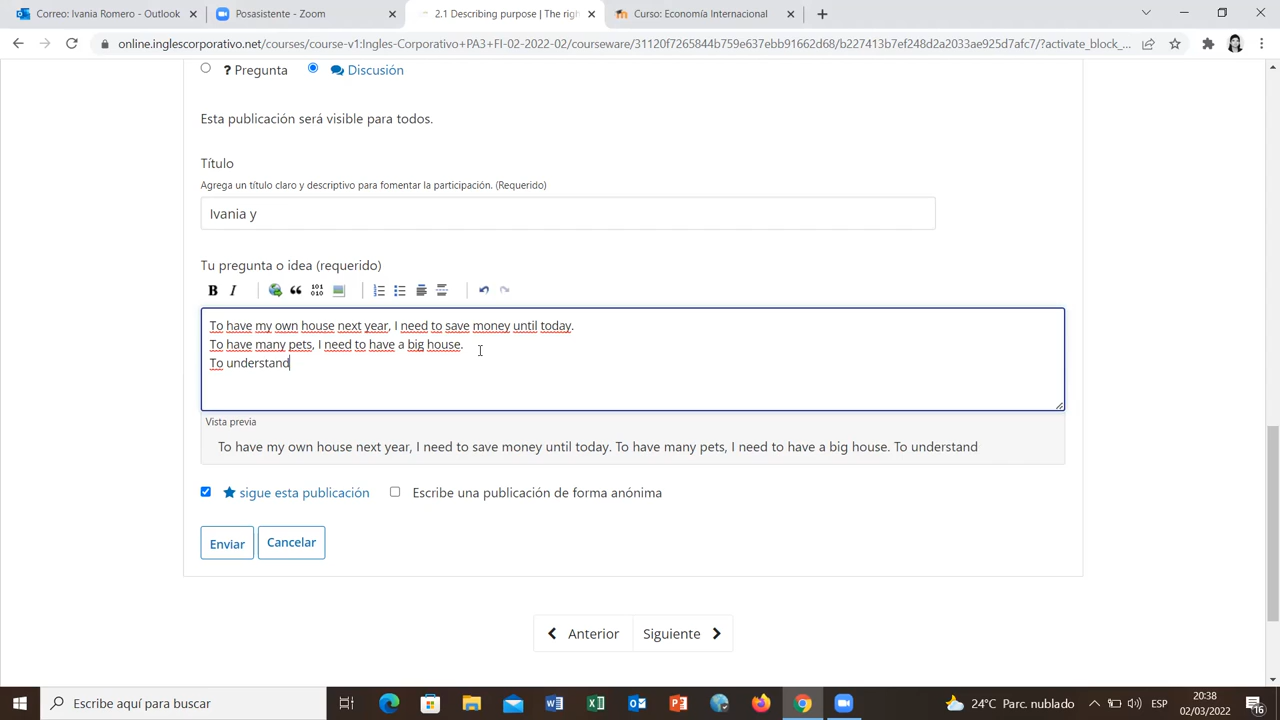 Correo: Ivania Romero - Outlook
Posasistente - Zoom
2.1 Describing purpose | The righ
Curso: Economía Internacional
online.inglescorporativo.net/courses/course-v1:Ingles-Corporativo+PA3+FI-02-2022-02/courseware/31120f7265844b759e637ebb91662d68/b227413b7ef248d2a2033ae925d7afc7/?activate_block_...
? Pregunta
Discusión
Esta publicación será visible para todos.
Título
Agrega un título claro y descriptivo para fomentar la participación. (Requerido)
Ivania y
Tu pregunta o idea (requerido)
B I
101
010
To have my own house next year, I need to save money until today.
To have many pets, I need to have a big house.
To understand
Vista previa
To have my own house next year, I need to save money until today. To have many pets, I need to have a big house. To understand
sigue esta publicación
Escribe una publicación de forma anónima
Enviar
Cancelar
Anterior
Siguiente
Escribe aquí para buscar
24°C Parc. nublado
ESP
20:38
02/03/2022
16